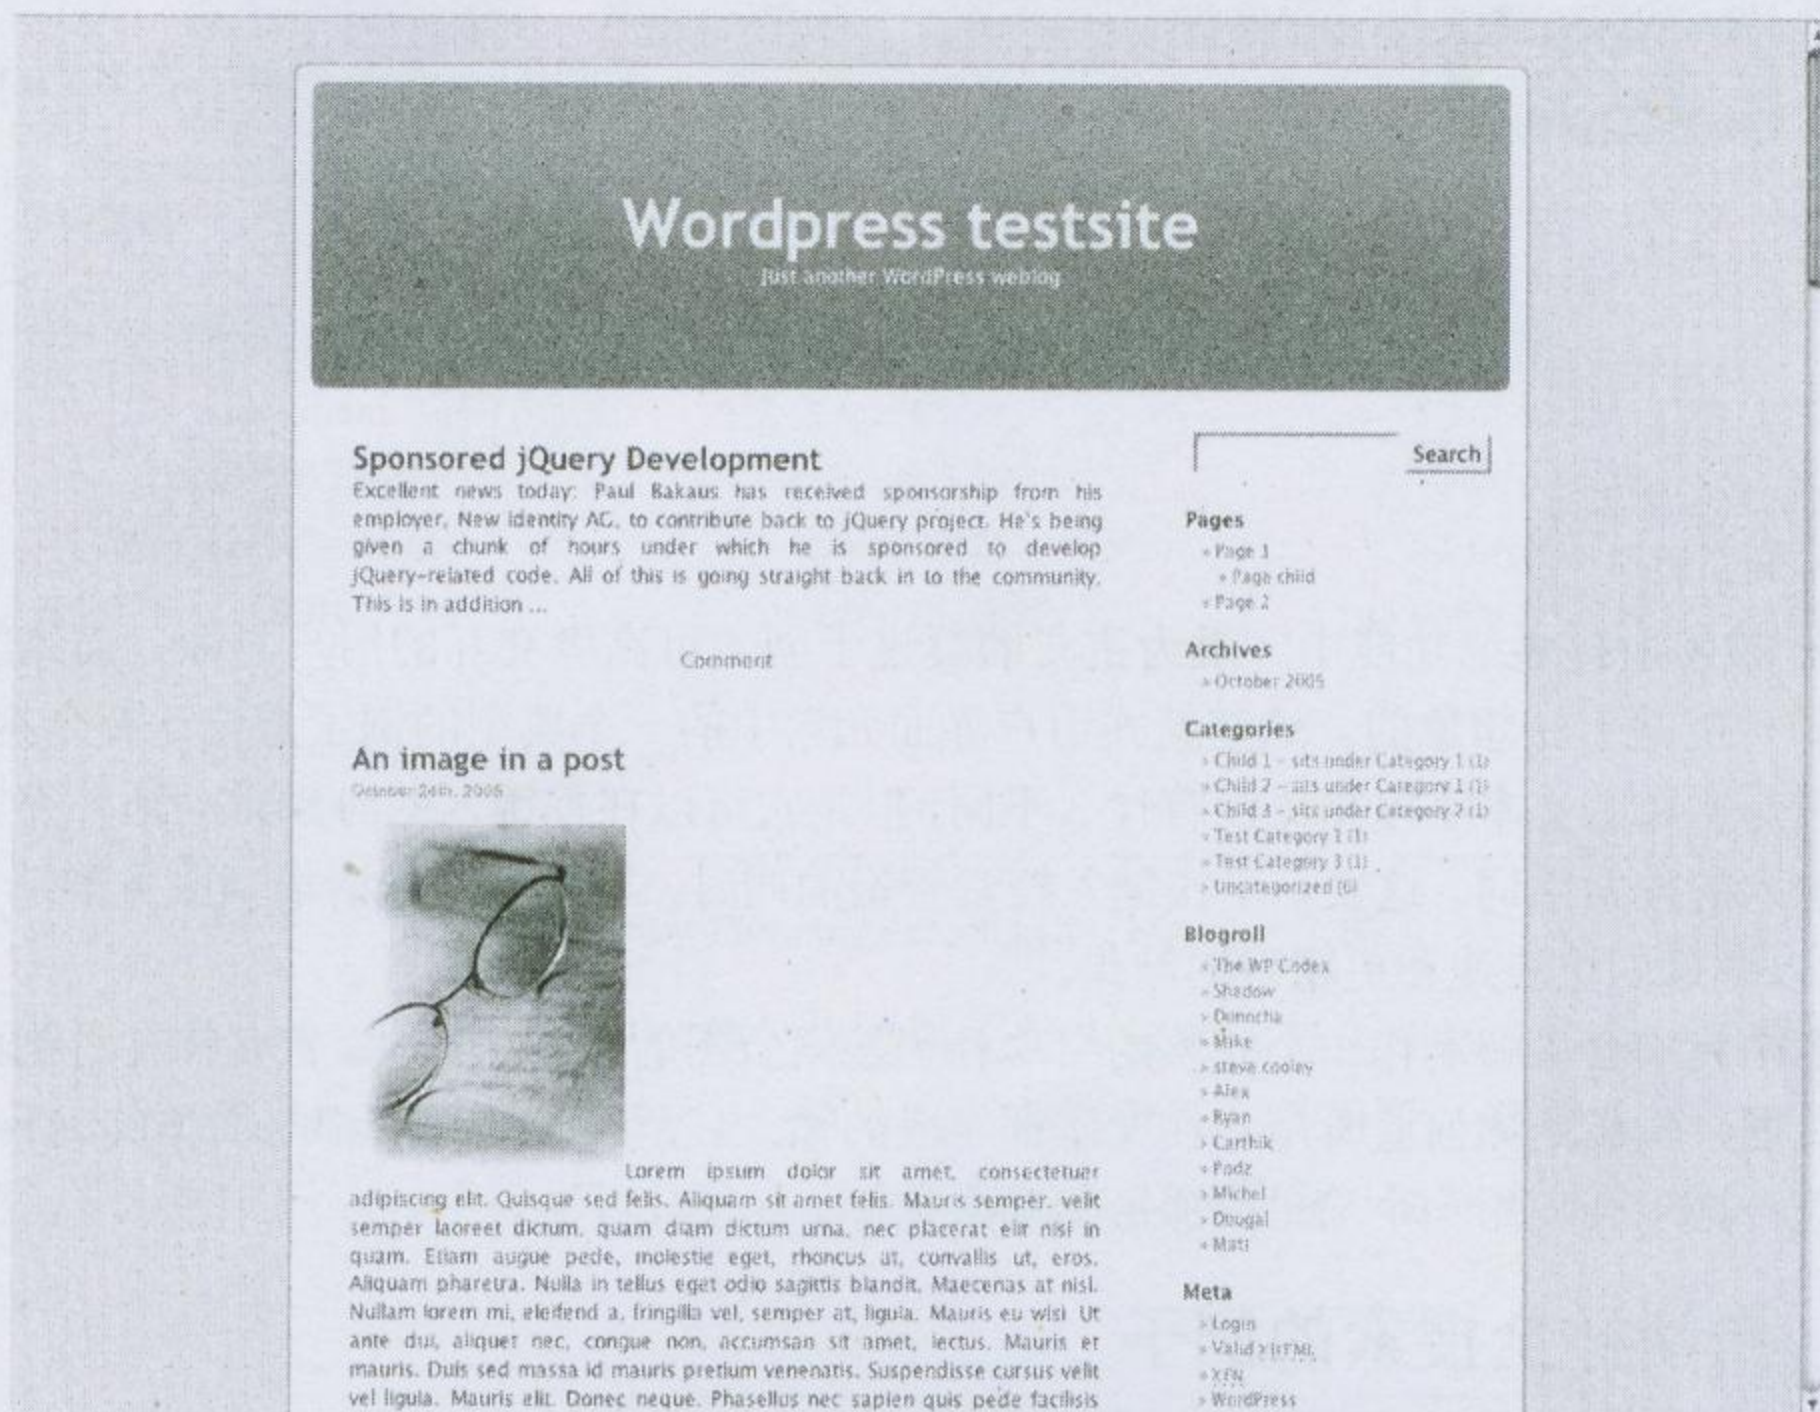 Wordpress testsite
Just another WordPress weblog
Sponsored jQuery Development
Excellent news today: Paul Bakaus has received sponsorship from his
employer, New Identity AG, to contribute back to jQuery project. He's being
given a chunk of hours under which he is sponsored to develop
jQuery-related code. All of this is going straight back in to the community.
This is in addition ...
Comment
An image in a post
October 24th, 2005
Lorem ipsum dolor sit amet, consectetuer
adipiscing elit. Quisque sed felis. Aliquam sit amet felis. Mauris semper, velit
semper laoreet dictum, quam diam dictum urna, nec placerat elit nisl in
quam. Etiam augue pede, molestie eget, rhoncus at, convallis ut, eros.
Aliquam pharetra. Nulla in tellus eget odio sagittis blandit. Maecenas at nisl.
Nullam lorem mi, eleifend a, fringilla vel, semper at, ligula. Mauris eu wisi. Ut
ante dui, aliquet nec, congue non, accumsan sit amet, lectus. Mauris et
mauris. Duis sed massa id mauris pretium venenatis. Suspendisse cursus velit
vel ligula. Mauris elit. Donec neque. Phasellus nec sapien quis pede facilisis
Search
Pages
» Page 1
» Page child
» Page 2
Archives
» October 2005
Categories
» Child 1 - sits under Category 1 (1)
» Child 2 - sits under Category 1 (1)
» Child 3 - sits under Category 2 (1)
» Test Category 1 (1)
» Test Category 3 (1)
» Uncategorized (6)
Blogroll
» The WP Codex
» Shadow
» Donncha
» Mike
» steve cooley
» Alex
» Ryan
» Carthik
» Podz
» Michel
» Dougal
» Matt
Meta
» Login
» Valid XHTML
» XFN
» WordPress